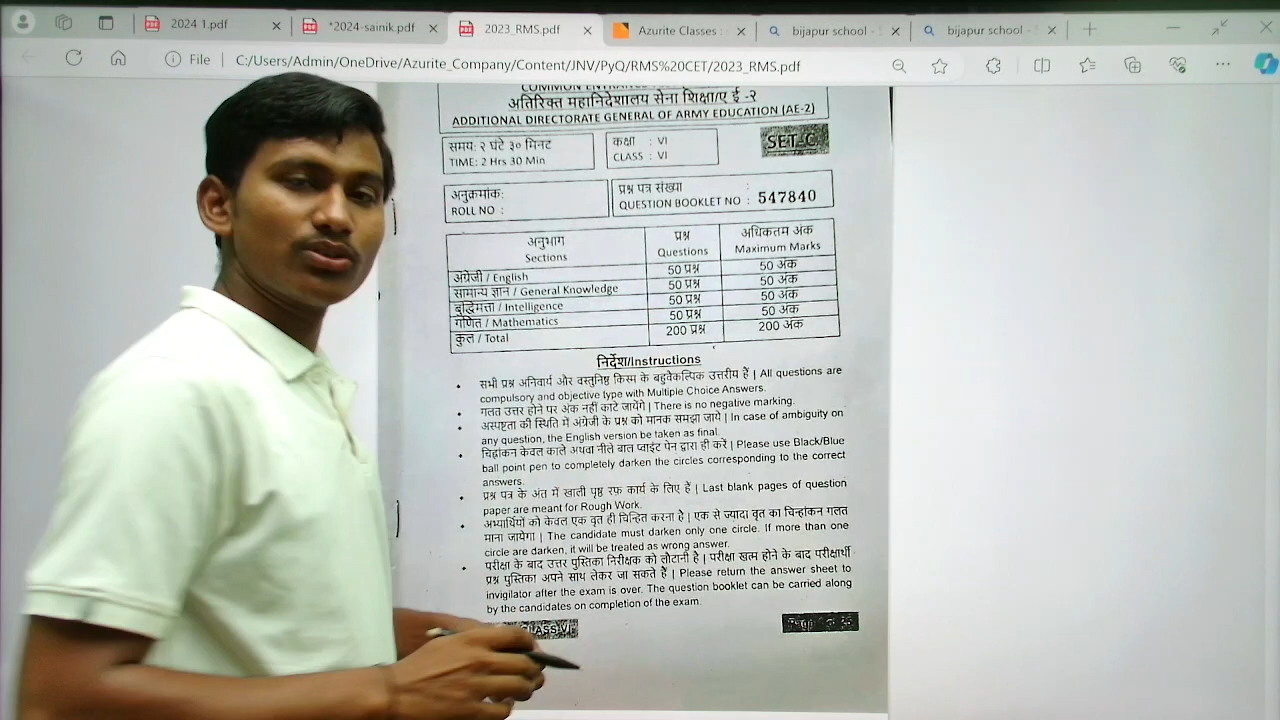 2024 1.pdf
*2024-sainik.pdf
2023_RMS.pdf
Azurite Classes :
bijapur school -
bijapur school -
File
C:/Users/Admin/OneDrive/Azurite_Company/Content/JNV/PyQ/RMS%20CET/2023_RMS.pdf
COMMON
अतिरिक्त महानिदेशालय सेना शिक्षा/ए ई -२
ADDITIONAL DIRECTORATE GENERAL OF ARMY EDUCATION (AE-2)
समय: २ घंटे ३० मिनट
TIME: 2 Hrs 30 Min
कक्षा : VI
CLASS : VI
SET-C
अनुक्रमांक:
ROLL NO :
प्रश्न पत्र संख्या :
QUESTION BOOKLET NO : 547840
अनुभाग
Sections
प्रश्न
Questions
अधिकतम अंक
Maximum Marks
अंग्रेजी / English 50 प्रश्न 50 अंक
सामान्य ज्ञान / General Knowledge 50 प्रश्न 50 अंक
बुद्धिमत्ता / Intelligence 50 प्रश्न 50 अंक
गणित / Mathematics 50 प्रश्न 50 अंक
कुल / Total 200 प्रश्न 200 अंक
निर्देश/Instructions
सभी प्रश्न अनिवार्य और वस्तुनिष्ठ किस्म के बहुवैकल्पिक उत्तरीय हैं | All questions are
compulsory and objective type with Multiple Choice Answers.
गलत उत्तर होने पर अंक नहीं काटे जायेंगे | There is no negative marking.
अस्पष्टता की स्थिति में अंग्रेजी के प्रश्न को मानक समझा जाये | In case of ambiguity on
any question, the English version be taken as final.
चिह्नांकन केवल काले अथवा नीले बाल प्वाइंट पेन द्वारा ही करें | Please use Black/Blue
ball point pen to completely darken the circles corresponding to the correct
answers.
प्रश्न पत्र के अंत में खाली पृष्ठ रफ़ कार्य के लिए हैं | Last blank pages of question
paper are meant for Rough Work.
अभ्यार्थियों को केवल एक वृत ही चिन्हित करना है | एक से ज्यादा वृत का चिन्हांकन गलत
माना जायेगा | The candidate must darken only one circle. If more than one
circle are darken, it will be treated as wrong answer.
परीक्षा के बाद उत्तर पुस्तिका निरीक्षक को लौटानी है | परीक्षा खत्म होने के बाद परीक्षार्थी
प्रश्न पुस्तिका अपने साथ लेकर जा सकते हैं | Please return the answer sheet to
invigilator after the exam is over. The question booklet can be carried along
by the candidates on completion of the exam.
CLASS VI